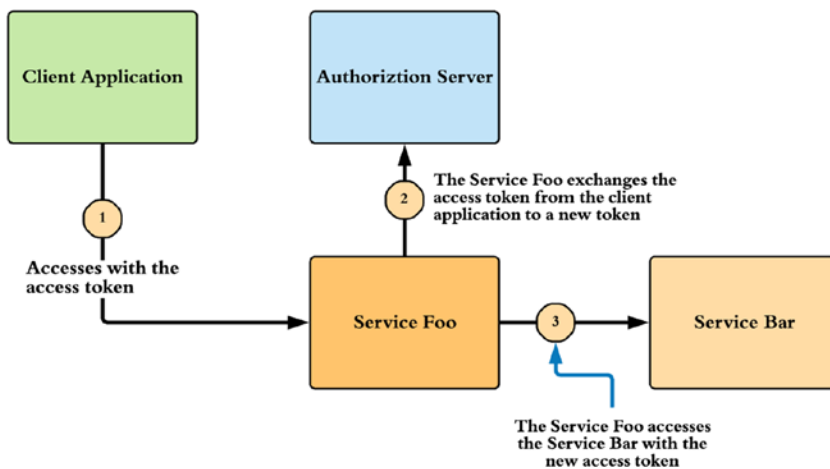 Client Application
Authoriztion Server
1
2
The Service Foo exchanges the
access token from the client
application to a new token
Accesses with the
access token
Service Foo
3
Service Bar
The Service Foo accesses
the Service Bar with the
new access token